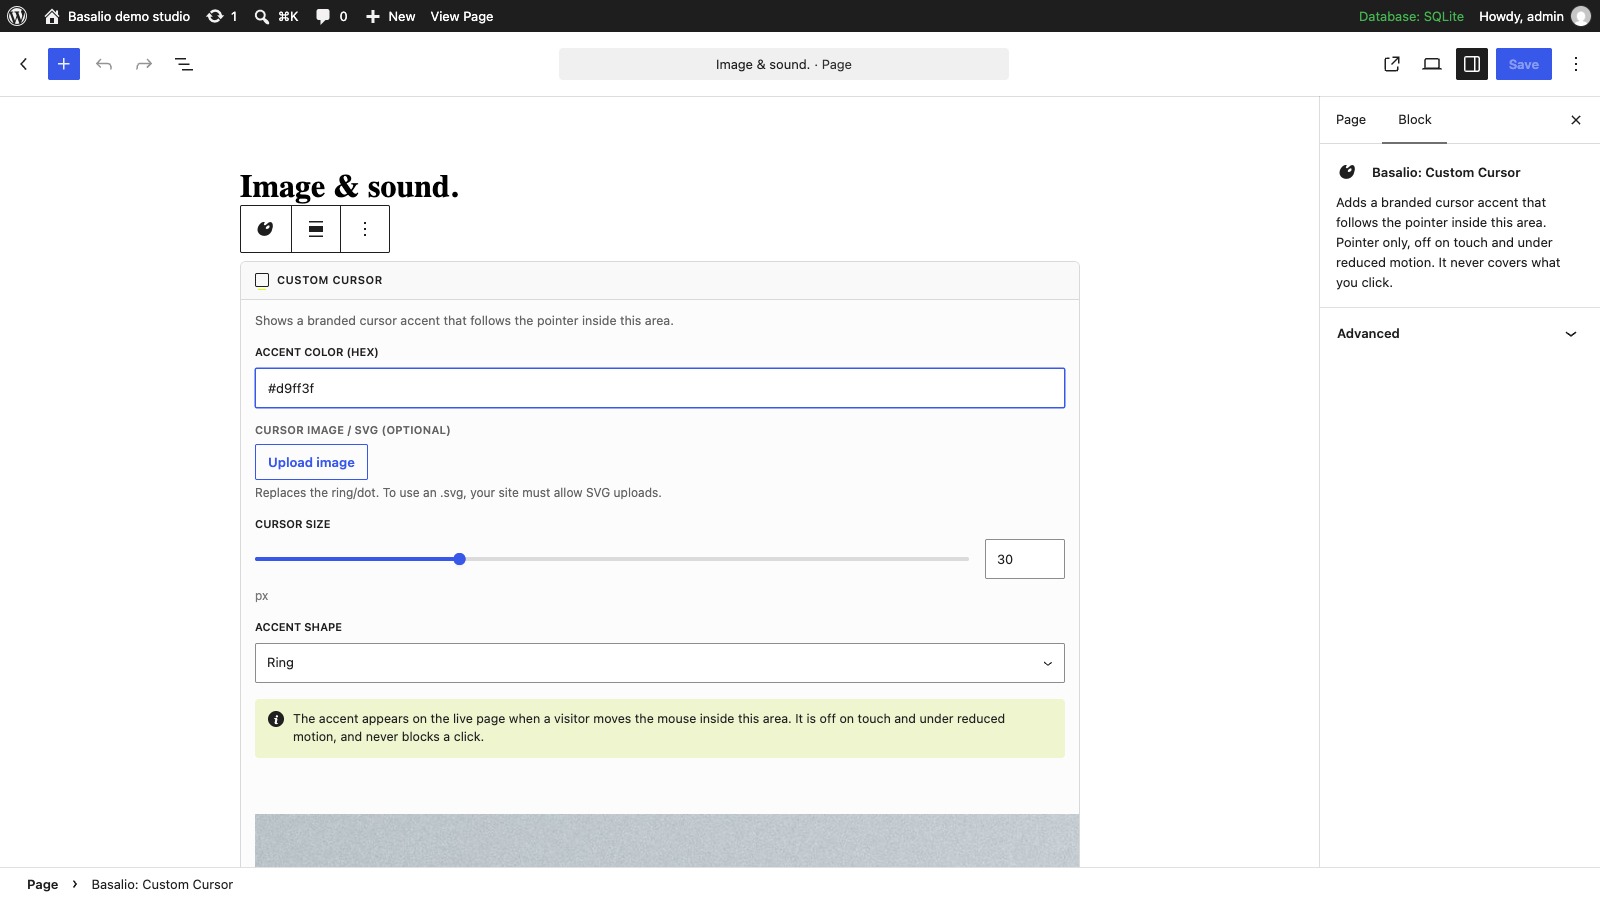 Basalio demo studio
1
⌘K
0
New
View Page
Database: SQLite
Howdy, admin
Image & sound. · Page
Save
Page
Block
Basalio: Custom Cursor
Adds a branded cursor accent that
follows the pointer inside this area.
Pointer only, off on touch and under
reduced motion. It never covers what
you click.
Advanced
Image & sound.
CUSTOM CURSOR
Shows a branded cursor accent that follows the pointer inside this area.
ACCENT COLOR (HEX)
#d9ff3f
CURSOR IMAGE / SVG (OPTIONAL)
Upload image
Replaces the ring/dot. To use an .svg, your site must allow SVG uploads.
CURSOR SIZE
30
px
ACCENT SHAPE
Ring
The accent appears on the live page when a visitor moves the mouse inside this area. It is off on touch and under reduced
motion, and never blocks a click.
Page › Basalio: Custom Cursor